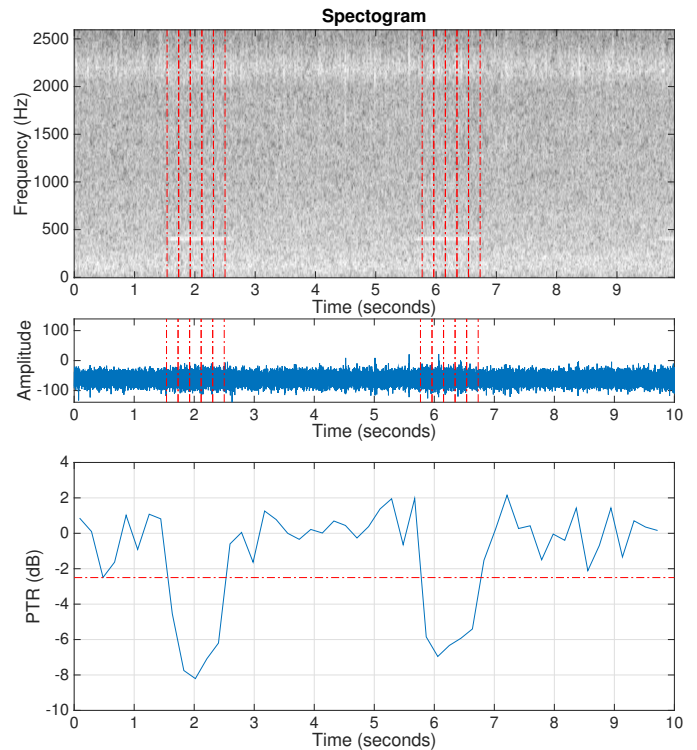 Spectogram
2500
2000
1500
1000
500
0
Frequency (Hz)
0 1 2 3 4 5 6 7 8 9
Time (seconds)
100
0
-100
Amplitude
0 1 2 3 4 5 6 7 8 9 10
Time (seconds)
4
2
0
-2
-4
-6
-8
-10
PTR (dB)
0 1 2 3 4 5 6 7 8 9 10
Time (seconds)